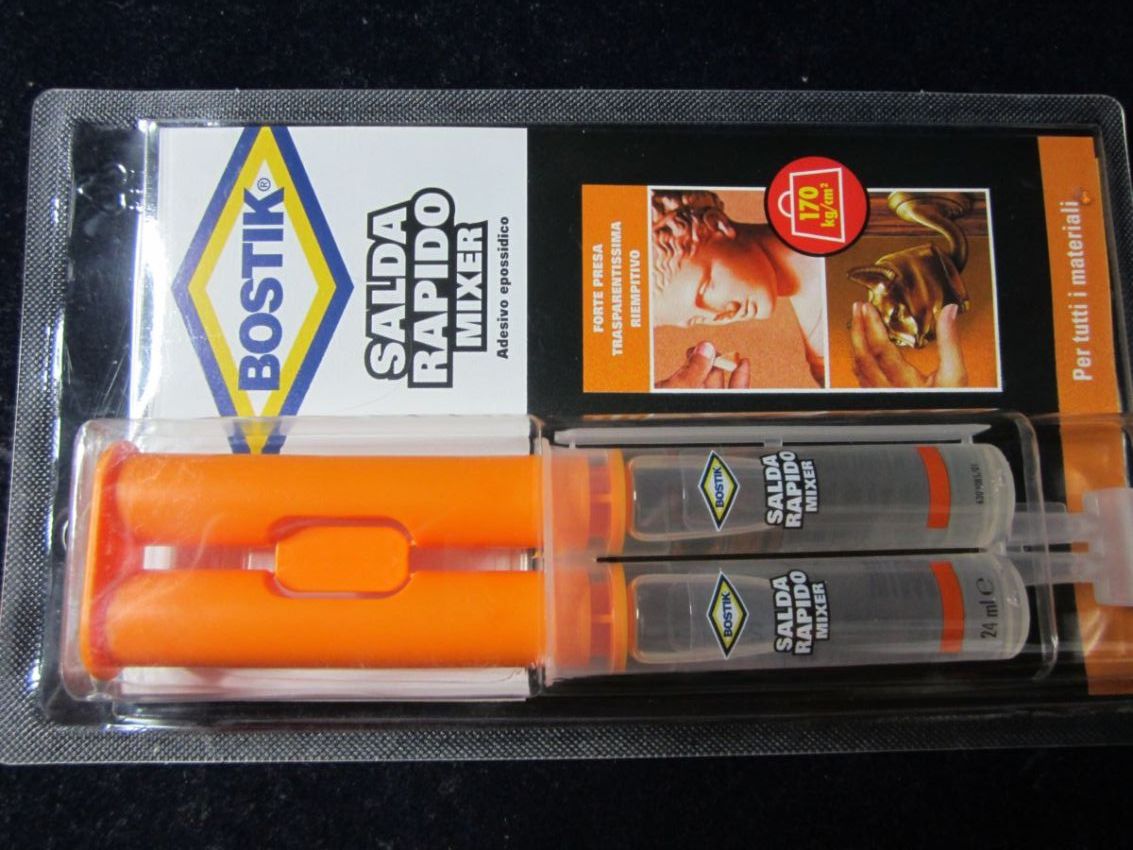 BOSTIK®
SALDA
RAPIDO
MIXER
Adesivo epossidico
FORTE PRESA
TRASPARENTISSIMA
RIEMPITIVO
170
kg/cm²
Per tutti i materiali
BOSTIK
SALDA
RAPIDO
MIXER
BOSTIK
SALDA
RAPIDO
MIXER
24 ml e